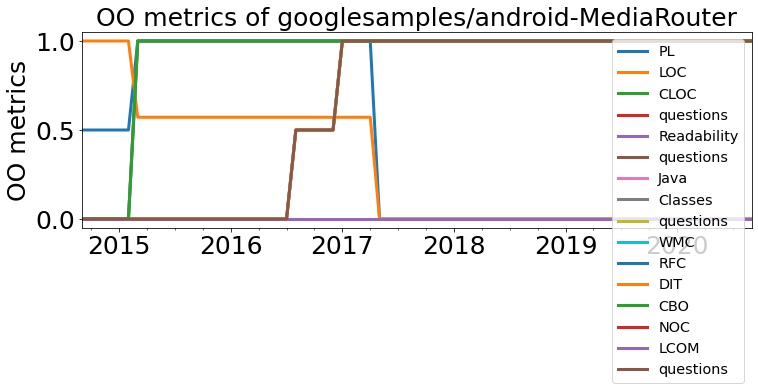 OO metrics of googlesamples/android-MediaRouter
OO metrics
1.0
0.5
0.0
2015 2016 2017 2018 2019 2020
PL
LOC
CLOC
questions
Readability
questions
Java
Classes
questions
WMC
RFC
DIT
CBO
NOC
LCOM
questions